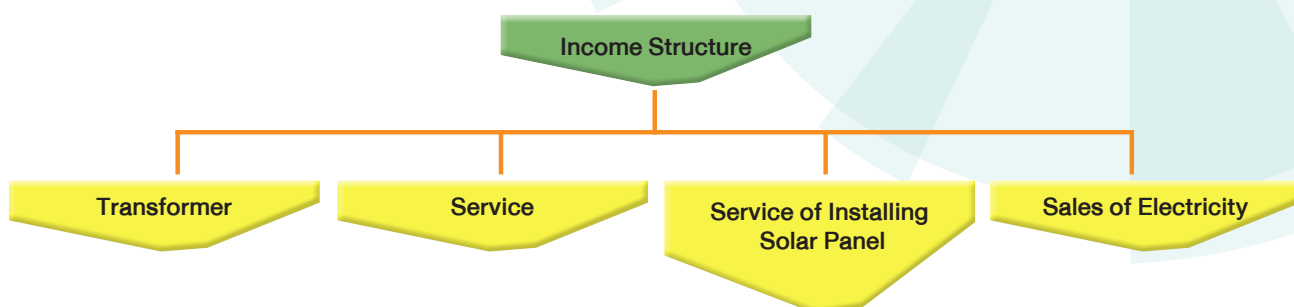 Income Structure
Transformer
Service
Service of Installing
Solar Panel
Sales of Electricity